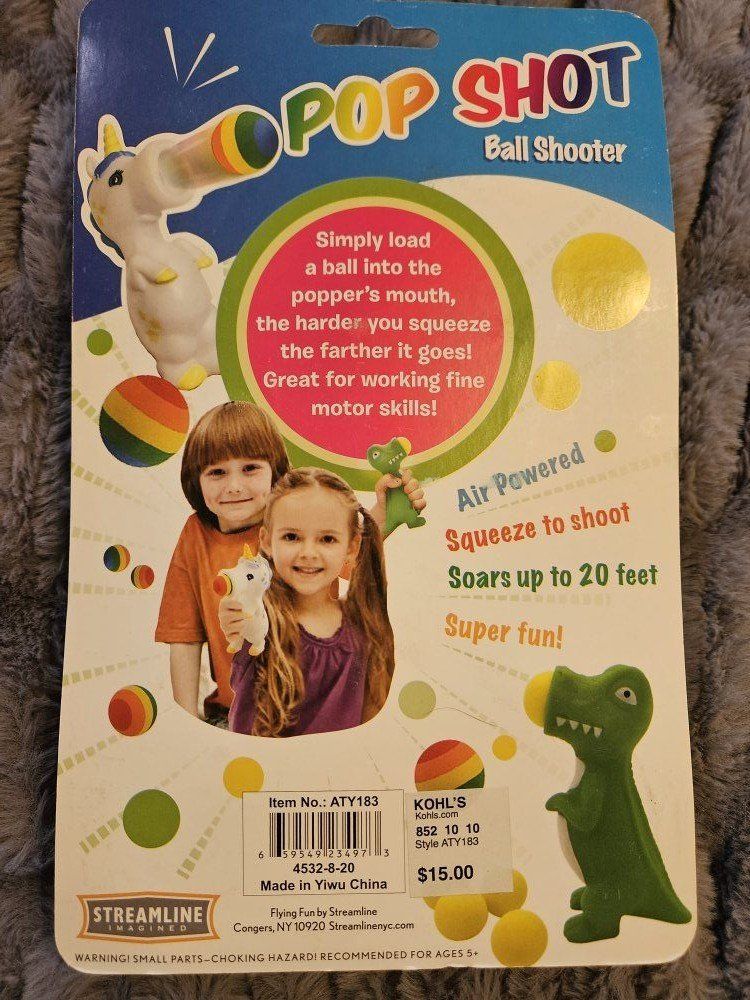 POP SHOT
Ball Shooter
Simply load
a ball into the
popper's mouth,
the harder you squeeze
the farther it goes!
Great for working fine
motor skills!
Air Powered
Squeeze to shoot
Soars up to 20 feet
Super fun!
Item No.: ATY183
6 59549 23497 3
4532-8-20
Made in Yiwu China
KOHL'S
Kohls.com
852 10 10
Style ATY183
$15.00
STREAMLINE
IMAGINED
Flying Fun by Streamline
Congers, NY 10920 Streamlinenyc.com
WARNING! SMALL PARTS—CHOKING HAZARD! RECOMMENDED FOR AGES 5+